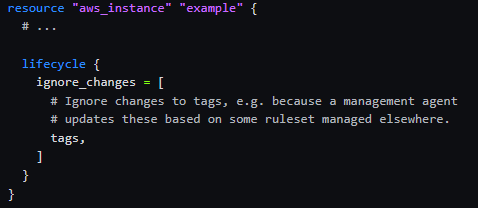 resource "aws_instance" "example" {
  # ...

  lifecycle {
    ignore_changes = [
      # Ignore changes to tags, e.g. because a management agent
      # updates these based on some ruleset managed elsewhere.
      tags,
    ]
  }
}